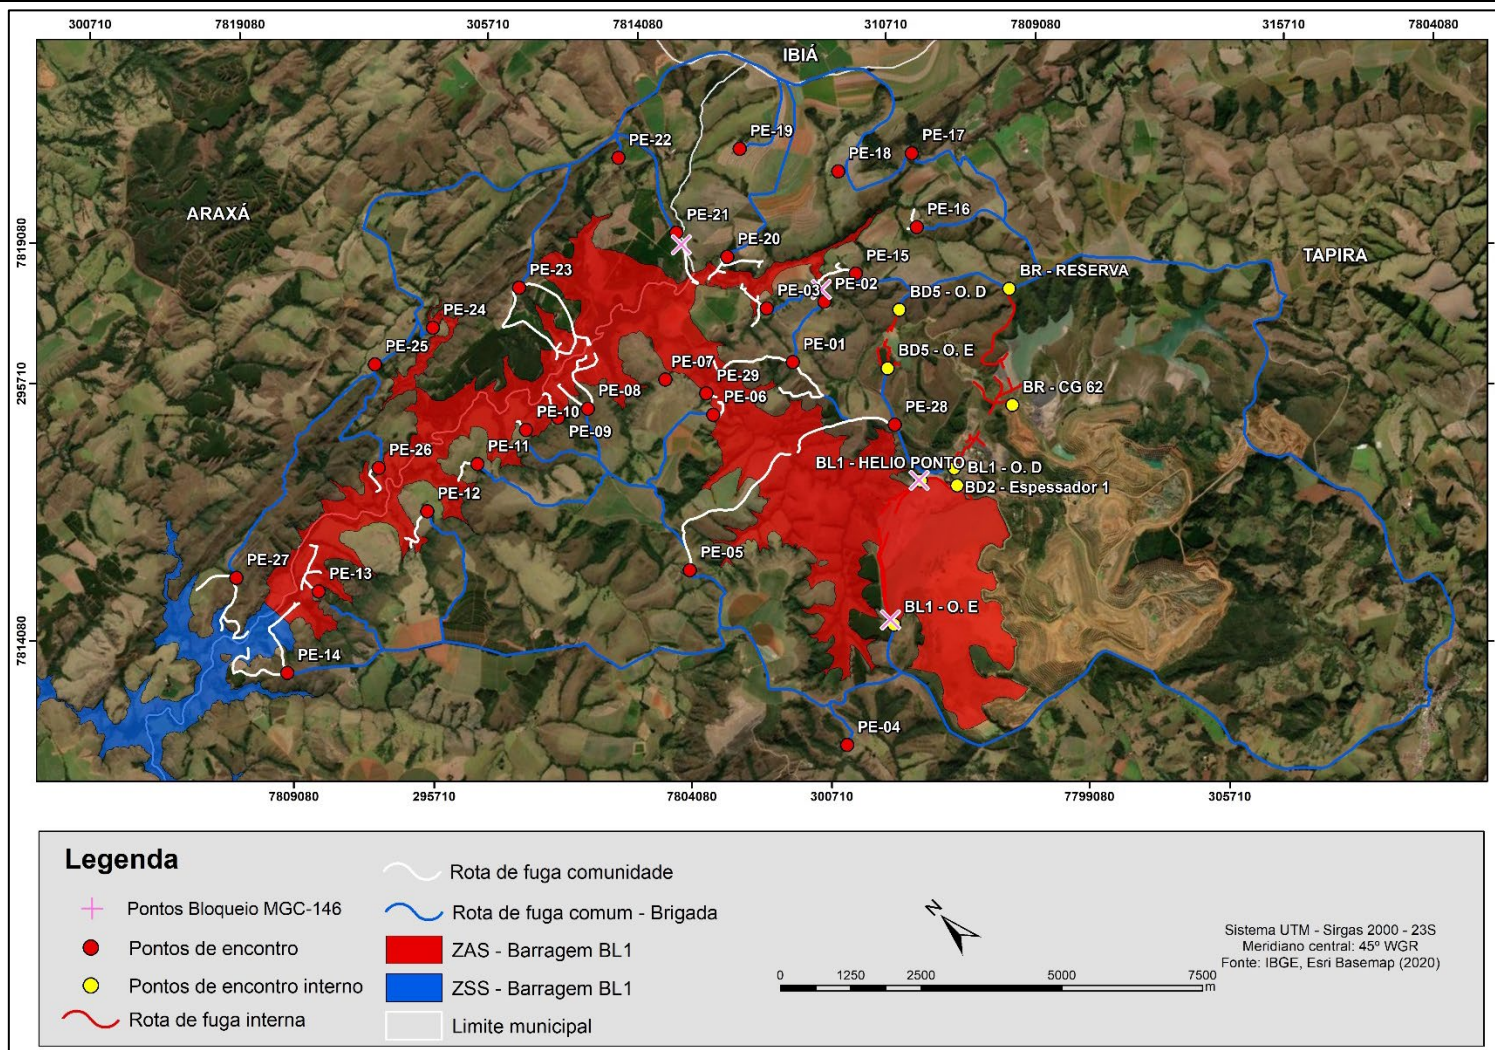 300710 7819080 305710 7814080 310710 7809080 315710 7804080
IBIÁ
PE-22
PE-19
PE-17
PE-18
ARAXÁ
PE-21
PE-16
7819080
PE-20
7819080
TAPIRA
PE-15
BR - RESERVA
PE-23
PE-03
PE-02
BD5 - O. D
PE-24
PE-25
PE-01
BD5 - O. E
PE-07
PE-29
295710
295710
BR - CG 62
PE-08
PE-06
PE-10
PE-09
PE-28
PE-11
PE-26
BL1 - HELIO PONTO
BL1 - O. D
BD2 - Espessador 1
PE-12
PE-05
PE-27
PE-13
BL1 - O. E
7814080
7814080
PE-14
PE-04
7809080 295710 7804080 300710 7799080 305710
Legenda
Pontos Bloqueio MGC-146
Pontos de encontro
Pontos de encontro interno
Rota de fuga interna
Rota de fuga comunidade
Rota de fuga comum - Brigada
ZAS - Barragem BL1
ZSS - Barragem BL1
Limite municipal
N
0 1250 2500 5000 7500
m
Sistema UTM - Sirgas 2000 - 23S
Meridiano central: 45º WGR
Fonte: IBGE, Esri Basemap (2020)